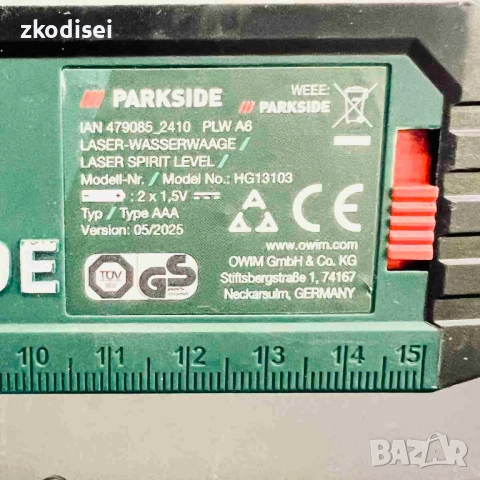 zkodisei
PARKSIDE
WEEE:
PARKSIDE
IAN 479085_2410 PLW A6
LASER-WASSERWAAGE /
LASER SPIRIT LEVEL /
Modell-Nr. / Model No.: HG13103
: 2 x 1,5V
Typ / Type AAA
Version: 05/2025
CE
www.owim.com
OWIM GmbH & Co. KG
Stiftsbergstraße 1, 74167
Neckarsulm, GERMANY
TÜV
GS
DE
10 11 12 13 14 15
BAZAR